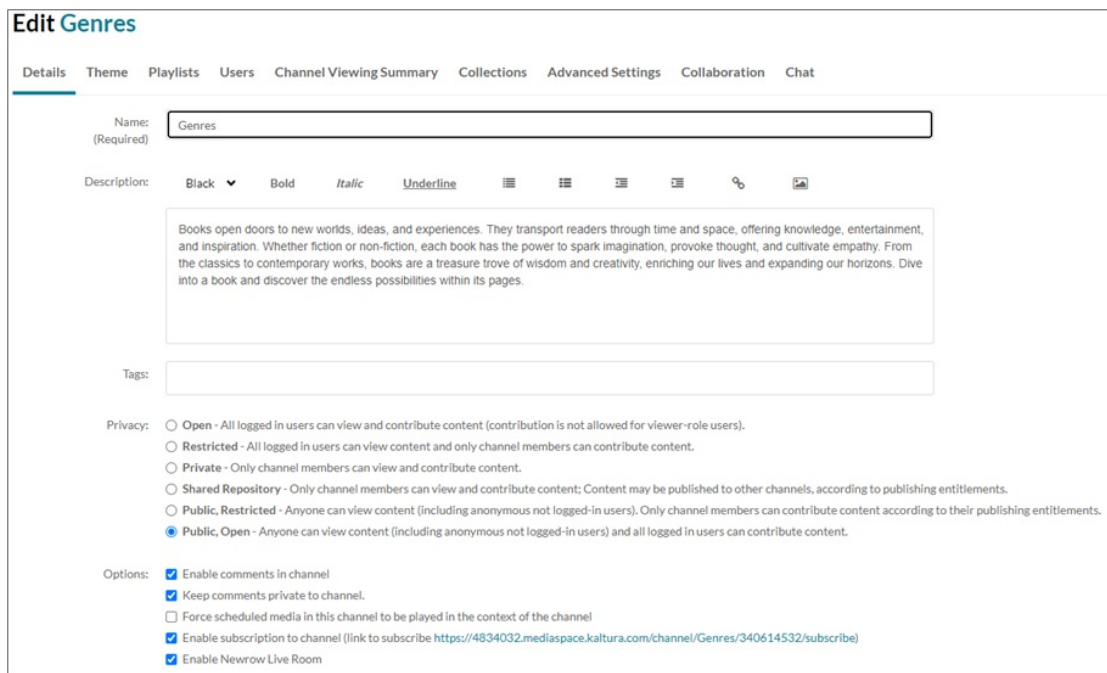 Edit Genres
Details Theme Playlists Users Channel Viewing Summary Collections Advanced Settings Collaboration Chat
Name: Genres
(Required)
Description: Black Bold Italic Underline
Books open doors to new worlds, ideas, and experiences. They transport readers through time and space, offering knowledge, entertainment,
and inspiration. Whether fiction or non-fiction, each book has the power to spark imagination, provoke thought, and cultivate empathy. From
the classics to contemporary works, books are a treasure trove of wisdom and creativity, enriching our lives and expanding our horizons. Dive
into a book and discover the endless possibilities within its pages.
Tags:
Privacy: Open - All logged in users can view and contribute content (contribution is not allowed for viewer-role users).
Restricted - All logged in users can view content and only channel members can contribute content.
Private - Only channel members can view and contribute content.
Shared Repository - Only channel members can view and contribute content; Content may be published to other channels, according to publishing entitlements.
Public, Restricted - Anyone can view content (including anonymous not logged-in users). Only channel members can contribute content according to their publishing entitlements.
Public, Open - Anyone can view content (including anonymous not logged-in users) and all logged in users can contribute content.
Options: Enable comments in channel
Keep comments private to channel.
Force scheduled media in this channel to be played in the context of the channel
Enable subscription to channel (link to subscribe https://4834032.mediaspace.kaltura.com/channel/Genres/340614532/subscribe)
Enable Newrow Live Room